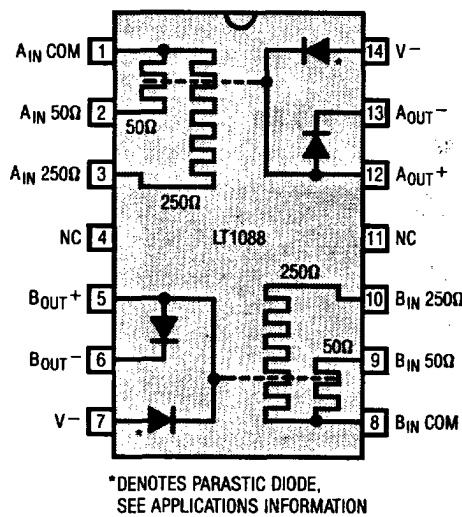 A_IN COM 1
14 V−
A_IN 50Ω 2
50Ω
13 A_OUT−
A_IN 250Ω 3
250Ω
12 A_OUT+
NC 4
LT1088
11 NC
B_OUT+ 5
250Ω
10 B_IN 250Ω
B_OUT− 6
50Ω
9 B_IN 50Ω
V− 7
8 B_IN COM
*
*
*DENOTES PARASTIC DIODE,
SEE APPLICATIONS INFORMATION